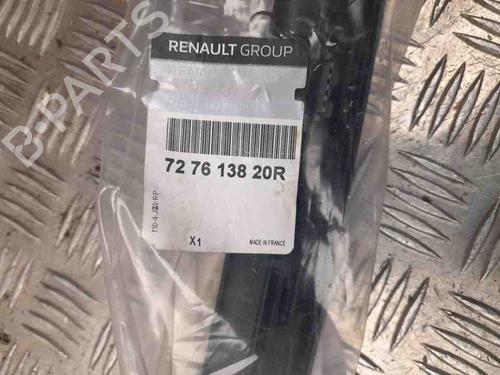 RENAULT GROUP
72 76 138 20R
X1
MADE IN FRANCE
B-PARTS